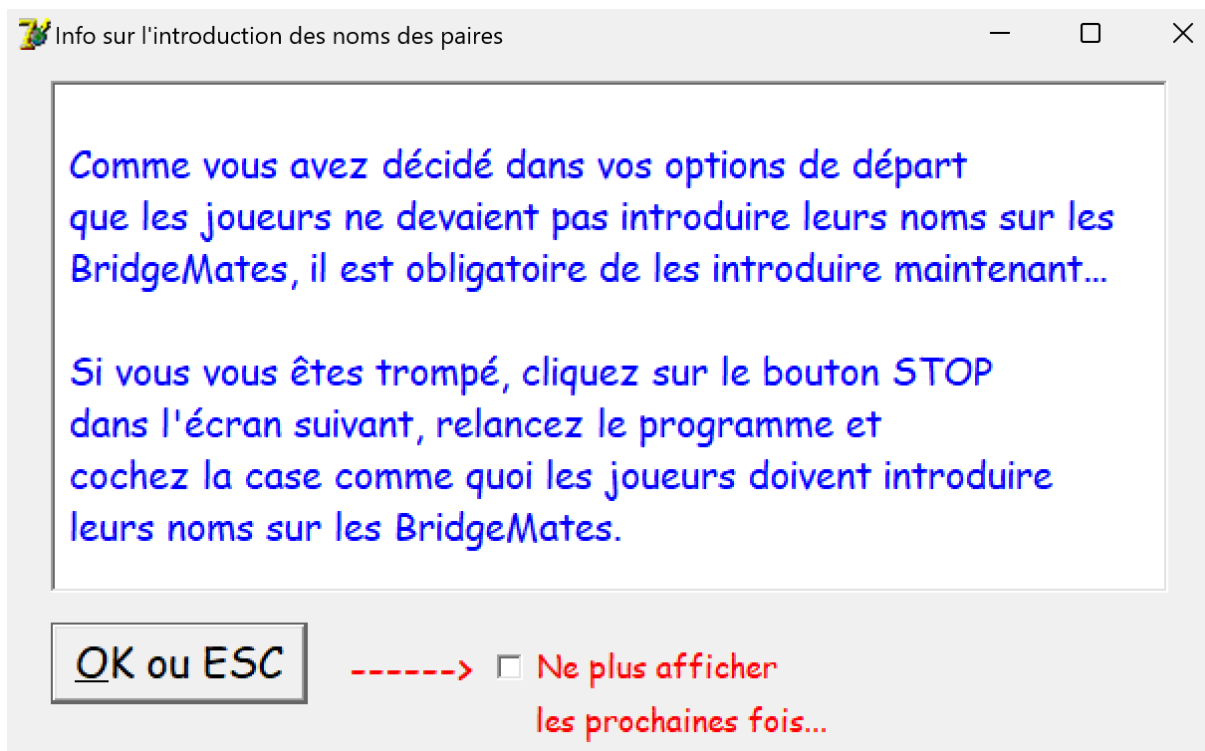 Info sur l'introduction des noms des paires
Comme vous avez décidé dans vos options de départ
que les joueurs ne devaient pas introduire leurs noms sur les
BridgeMates, il est obligatoire de les introduire maintenant...
Si vous vous êtes trompé, cliquez sur le bouton STOP
dans l'écran suivant, relancez le programme et
cochez la case comme quoi les joueurs doivent introduire
leurs noms sur les BridgeMates.
OK ou ESC
------> Ne plus afficher
les prochaines fois...